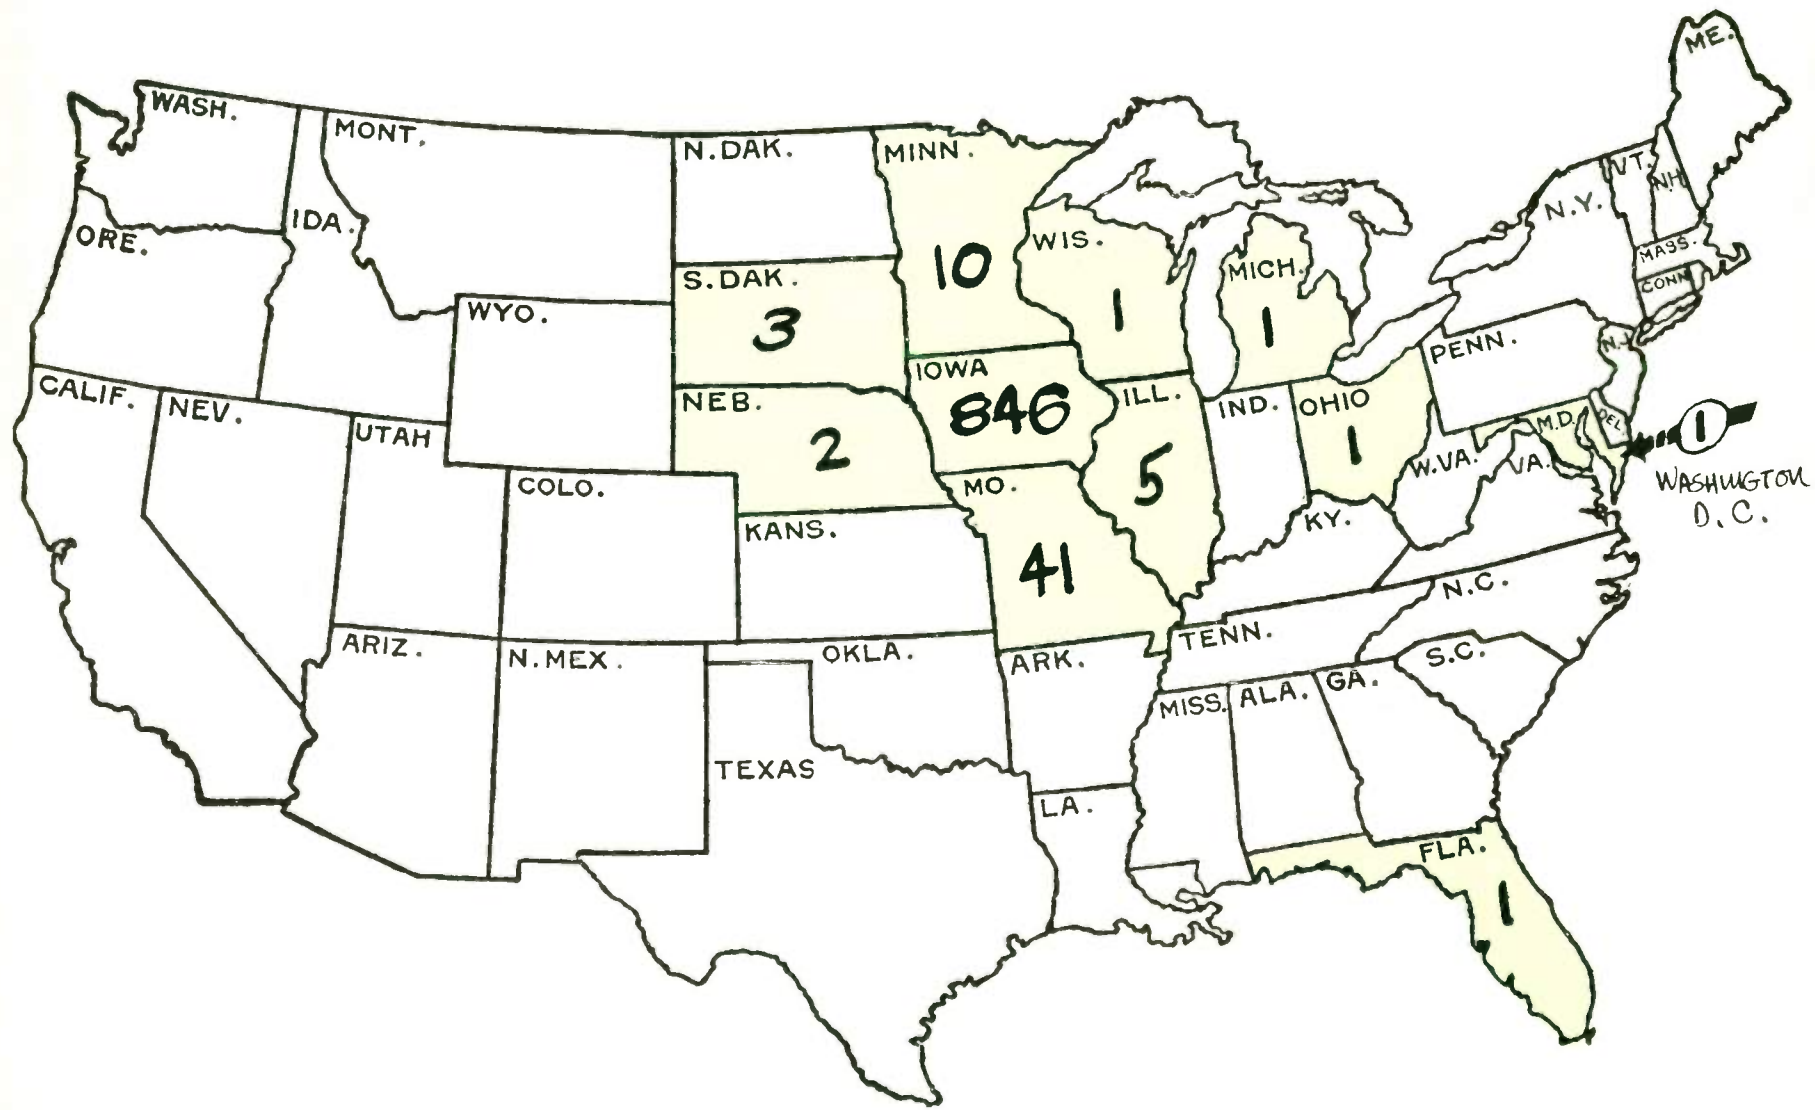 ME.
WASH.
MONT.
N.DAK.
MINN.
VT.
NH.
IDA.
N.Y.
ORE.
WIS.
MASS.
10
MICH.
S.DAK.
CONN.
WYO.
1
3
1
N.J.
PENN.
IOWA
CALIF.
NEV.
NEB.
846
ILL.
IND.
OHIO
M.D.
DEL.
1
UTAH
2
1
W.VA.
VA.
WASHINGTON
D.C.
COLO.
MO.
5
KANS.
KY.
41
N.C.
ARIZ.
N.MEX.
OKLA.
ARK.
TENN.
S.C.
MISS.
ALA.
GA.
TEXAS
LA.
FLA.
1